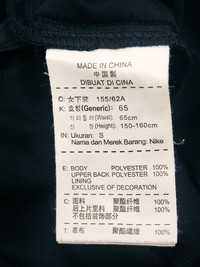 MADE IN CHINA
中国製
DIBUAT DI CINA
C: 女下装 155/62A
K: 호칭(Generic): 65
허리둘레(Waist): 65cm
신 장(Height): 150-160cm
IN: Ukuran: S
Nama dan Merek Barang: Nike
E: BODY POLYESTER 100%
UPPER BACK POLYESTER 100%
LINING
EXCLUSIVE OF DECORATION
C: 面料 聚酯纤维 100%
后上片里料 聚酯纤维 100%
不包括装饰部分
T: 表布 聚酯纖維 100%